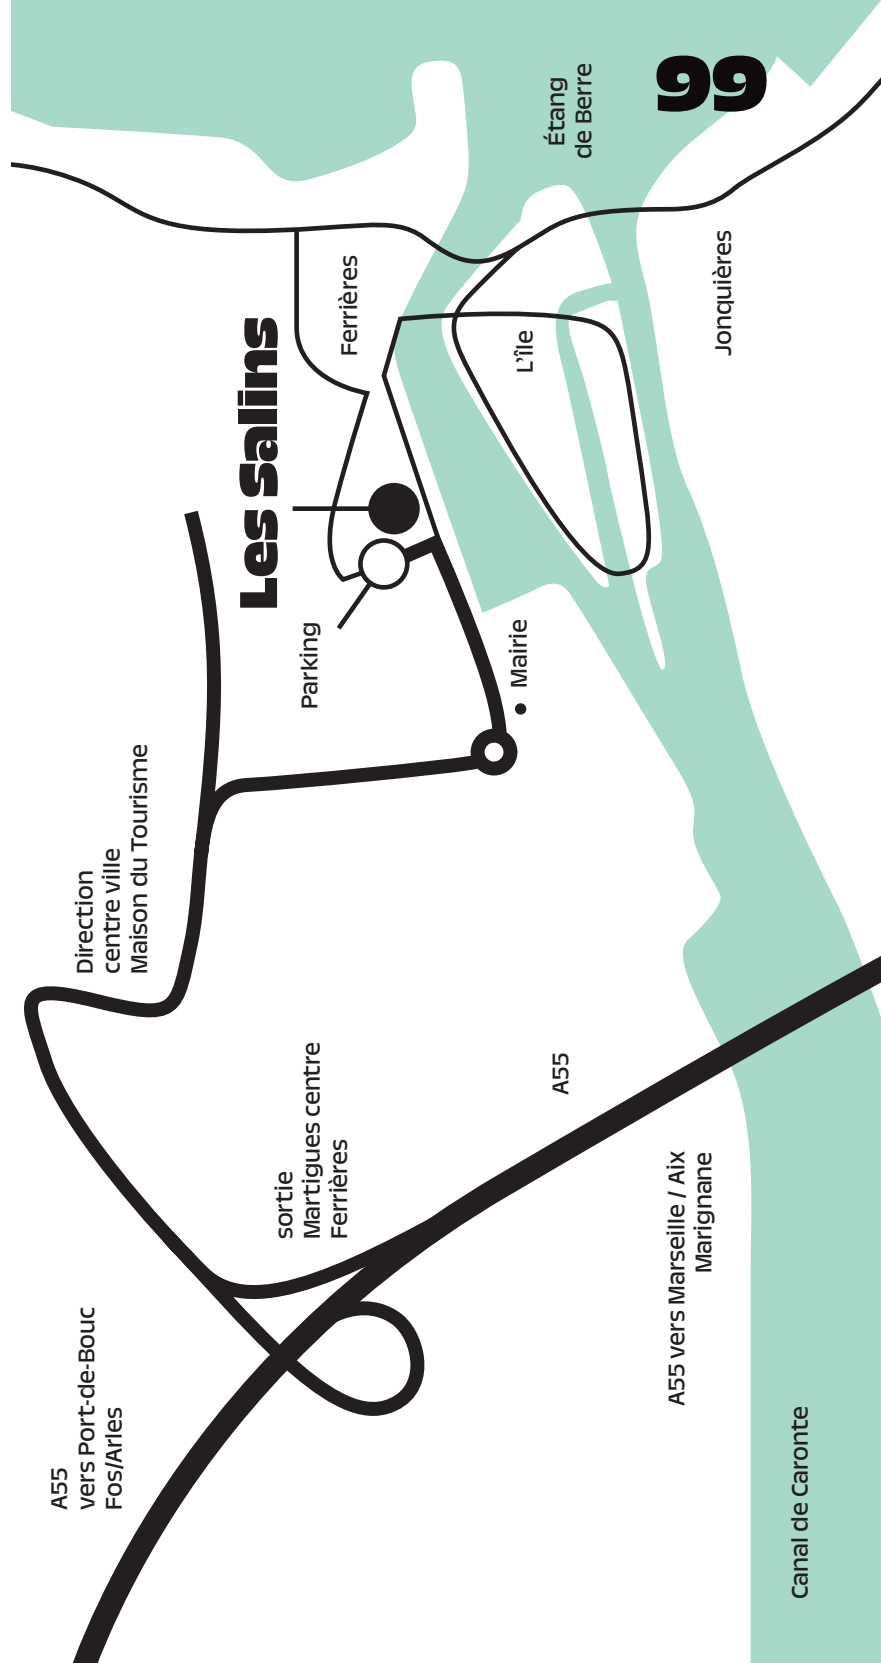 99
A55
vers Port-de-Bouc
Fos/Arles
Direction
centre ville
Maison du Tourisme
Les Salins
sortie
Martigues centre
Ferrières
Parking
Ferrières
Mairie
L'île
A55
Étang
de Berre
A55 vers Marseille / Aix
Marignane
Jonquières
Canal de Caronte